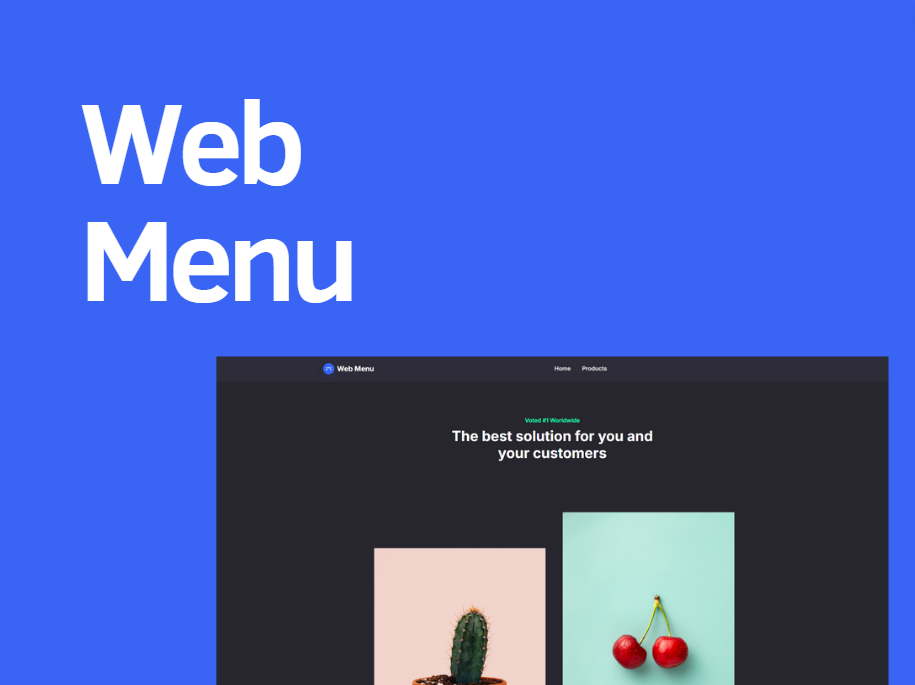 Web
Menu
Web Menu
Home Products
Voted #1 Worldwide
The best solution for you and
your customers